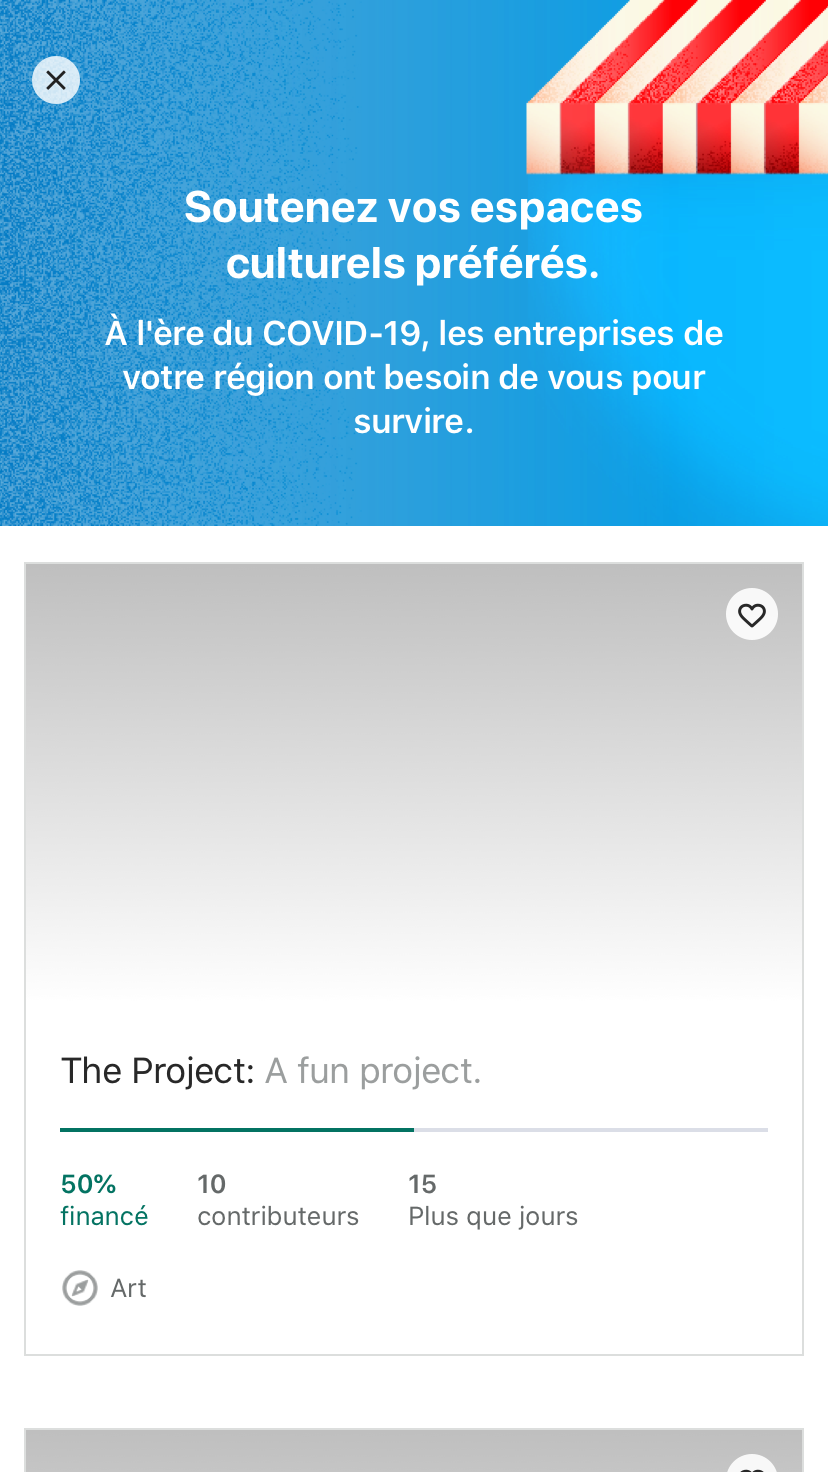 Soutenez vos espaces
culturels préférés.
À l'ère du COVID-19, les entreprises de
votre région ont besoin de vous pour
survire.
The Project: A fun project.
50%
financé
10
contributeurs
15
Plus que jours
Art